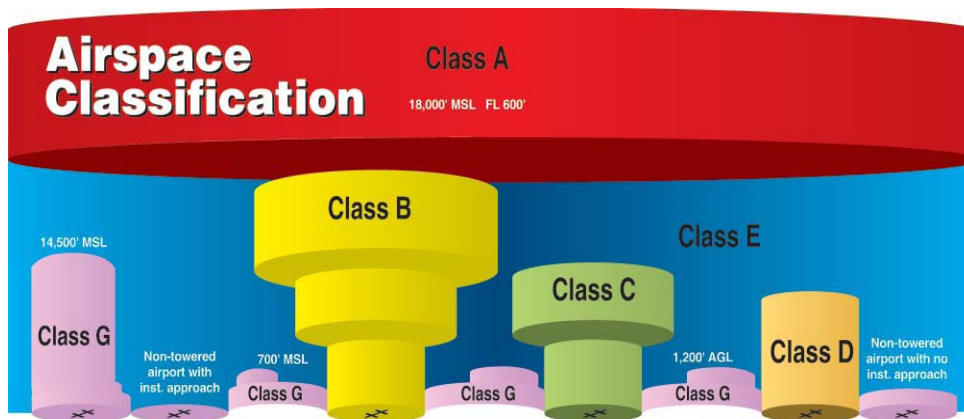 Airspace
Classification
Class A
18,000' MSL FL 600'
Class B
Class E
14,500' MSL
Class C
Class G
Class D
Non-towered
airport with
inst. approach
700' MSL
Class G
Class G
1,200' AGL
Class G
Non-towered
airport with no
inst. approach